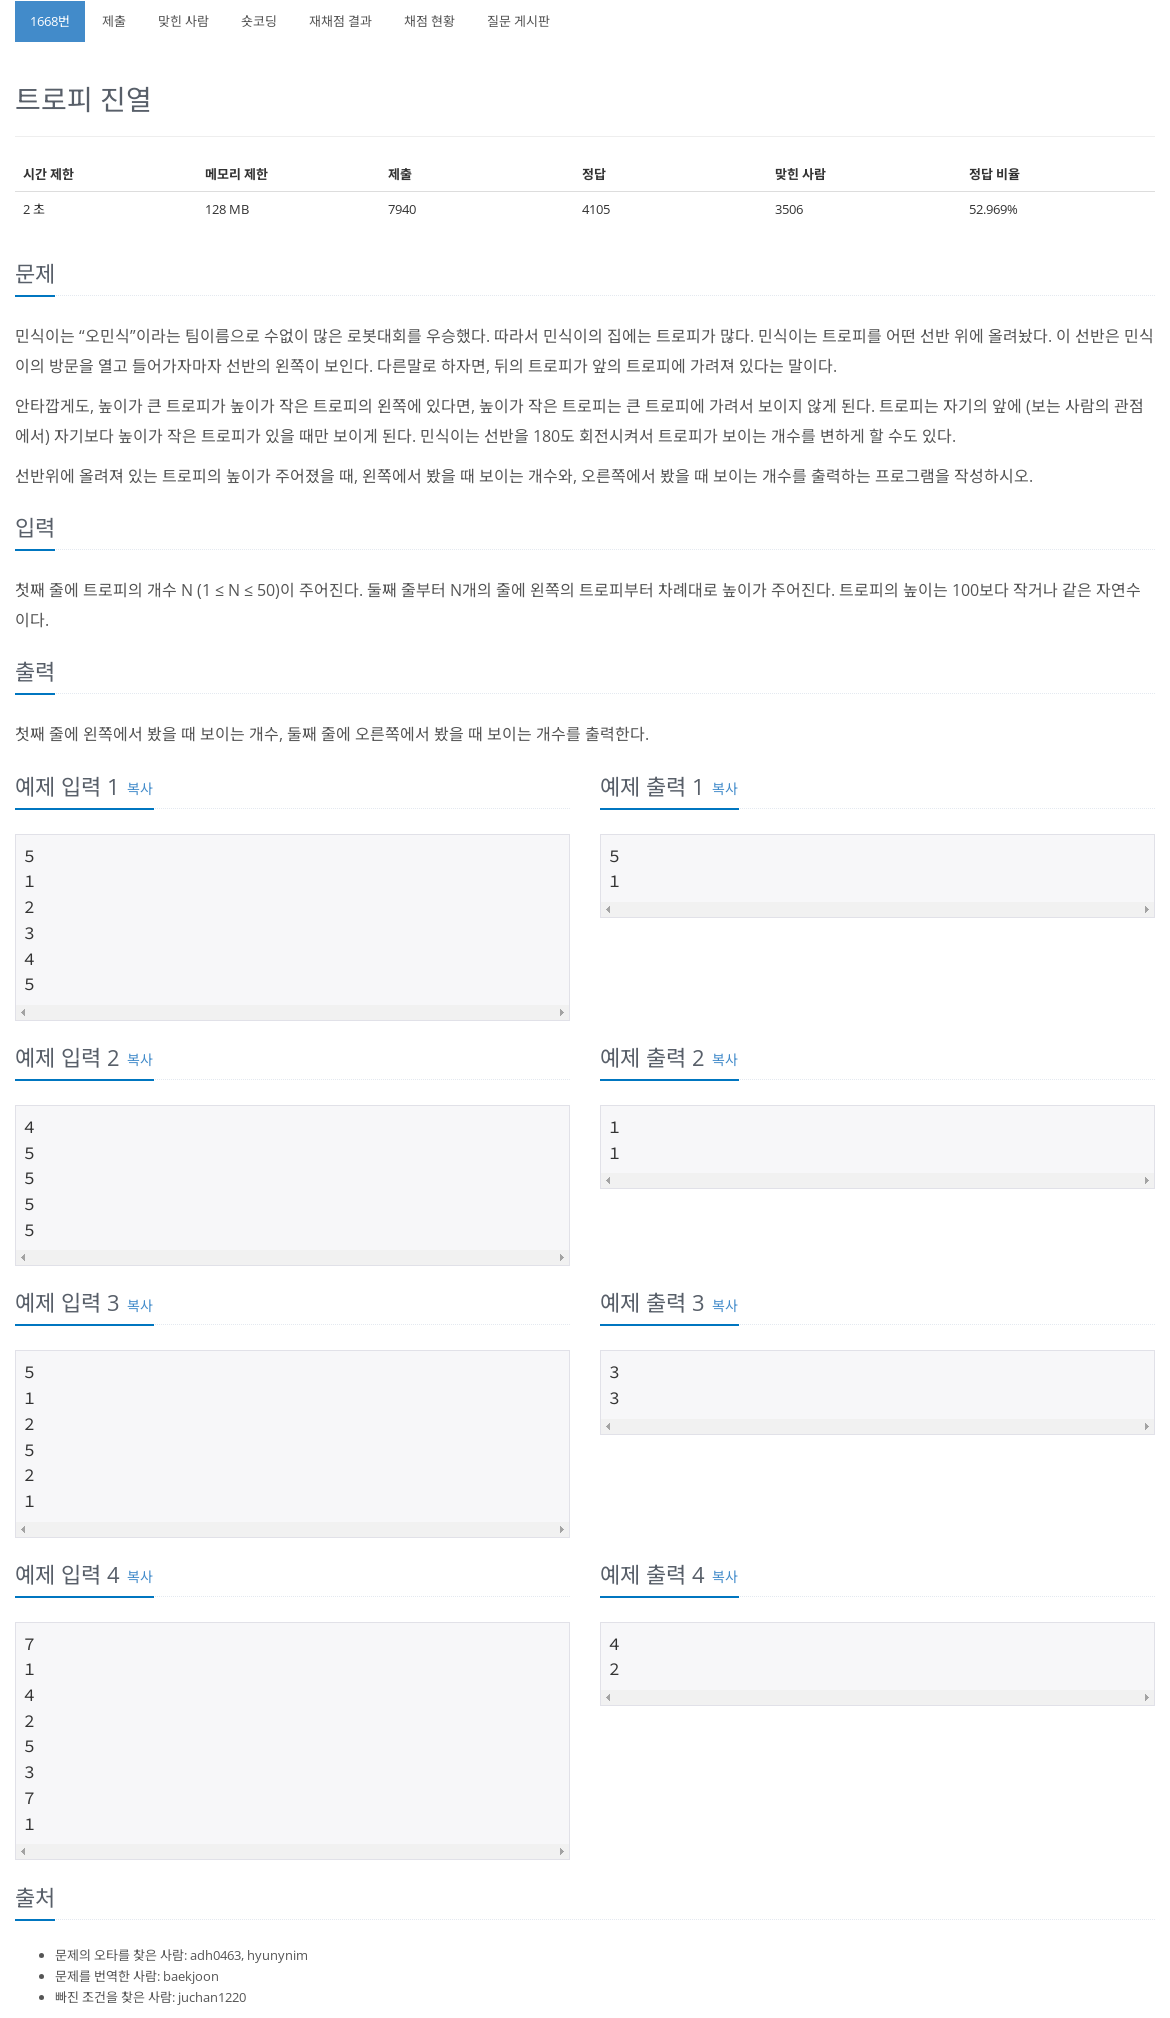 1668번 제출 맞힌 사람 숏코딩 재채점 결과 채점 현황 질문 게시판
트로피 진열
시간 제한 메모리 제한 제출 정답 맞힌 사람 정답 비율
2 초 128 MB 7940 4105 3506 52.969%
문제
민식이는 “오민식”이라는 팀이름으로 수없이 많은 로봇대회를 우승했다. 따라서 민식이의 집에는 트로피가 많다. 민식이는 트로피를 어떤 선반 위에 올려놨다. 이 선반은 민식
이의 방문을 열고 들어가자마자 선반의 왼쪽이 보인다. 다른말로 하자면, 뒤의 트로피가 앞의 트로피에 가려져 있다는 말이다.
안타깝게도, 높이가 큰 트로피가 높이가 작은 트로피의 왼쪽에 있다면, 높이가 작은 트로피는 큰 트로피에 가려서 보이지 않게 된다. 트로피는 자기의 앞에 (보는 사람의 관점
에서) 자기보다 높이가 작은 트로피가 있을 때만 보이게 된다. 민식이는 선반을 180도 회전시켜서 트로피가 보이는 개수를 변하게 할 수도 있다.
선반위에 올려져 있는 트로피의 높이가 주어졌을 때, 왼쪽에서 봤을 때 보이는 개수와, 오른쪽에서 봤을 때 보이는 개수를 출력하는 프로그램을 작성하시오.
입력
첫째 줄에 트로피의 개수 N (1 ≤ N ≤ 50)이 주어진다. 둘째 줄부터 N개의 줄에 왼쪽의 트로피부터 차례대로 높이가 주어진다. 트로피의 높이는 100보다 작거나 같은 자연수
이다.
출력
첫째 줄에 왼쪽에서 봤을 때 보이는 개수, 둘째 줄에 오른쪽에서 봤을 때 보이는 개수를 출력한다.
예제 입력 1 복사
5
1
2
3
4
5
예제 출력 1 복사
5
1
예제 입력 2 복사
4
5
5
5
5
예제 출력 2 복사
1
1
예제 입력 3 복사
5
1
2
5
2
1
예제 출력 3 복사
3
3
예제 입력 4 복사
7
1
4
2
5
3
7
1
예제 출력 4 복사
4
2
출처
문제의 오타를 찾은 사람: adh0463, hyunynim
문제를 번역한 사람: baekjoon
빠진 조건을 찾은 사람: juchan1220